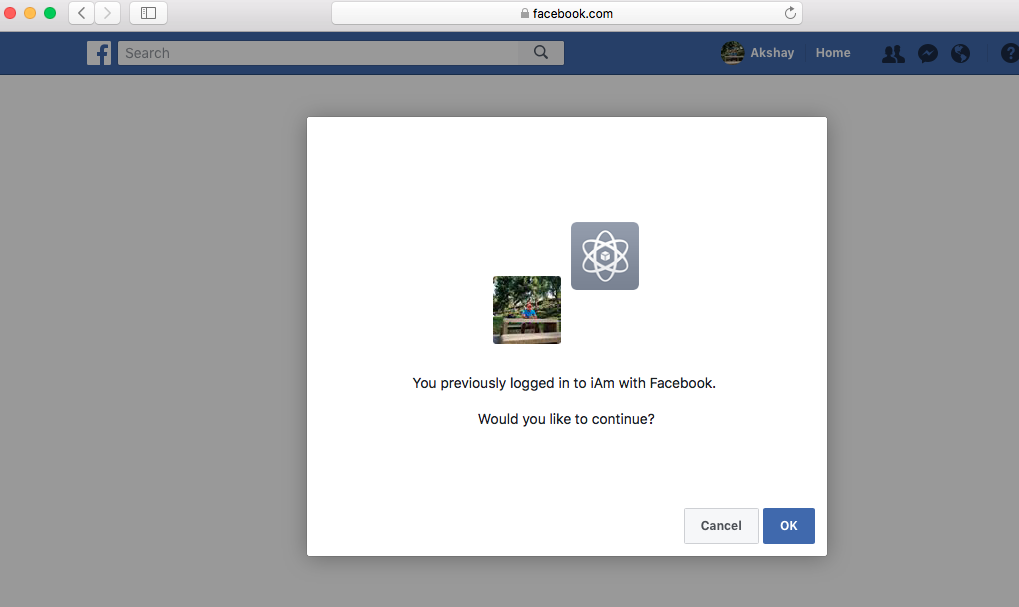 facebook.com
f
Search
Akshay
Home
?
You previously logged in to iAm with Facebook.
Would you like to continue?
Cancel
OK